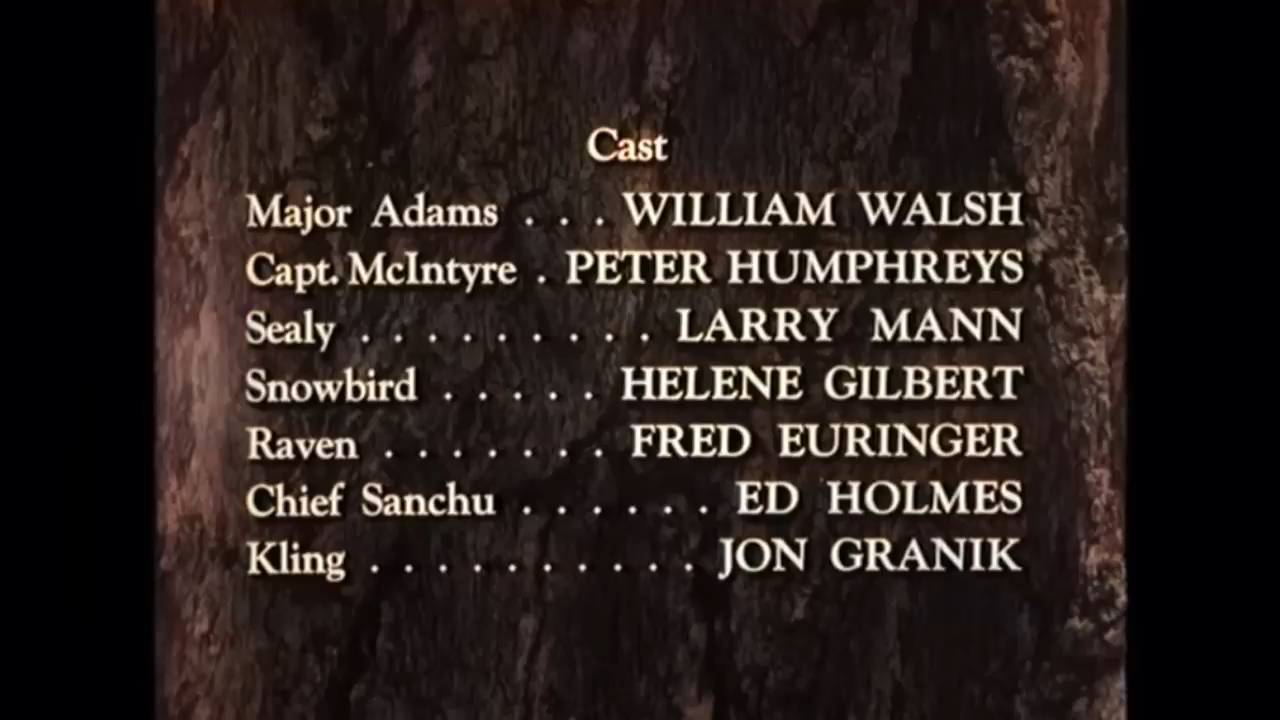 Cast
Major Adams . . . WILLIAM WALSH
Capt. McIntyre . PETER HUMPHREYS
Sealy . . . . . . . . . LARRY MANN
Snowbird . . . . . HELENE GILBERT
Raven . . . . . . . FRED EURINGER
Chief Sanchu . . . . . . ED HOLMES
Kling . . . . . . . . . . JON GRANIK